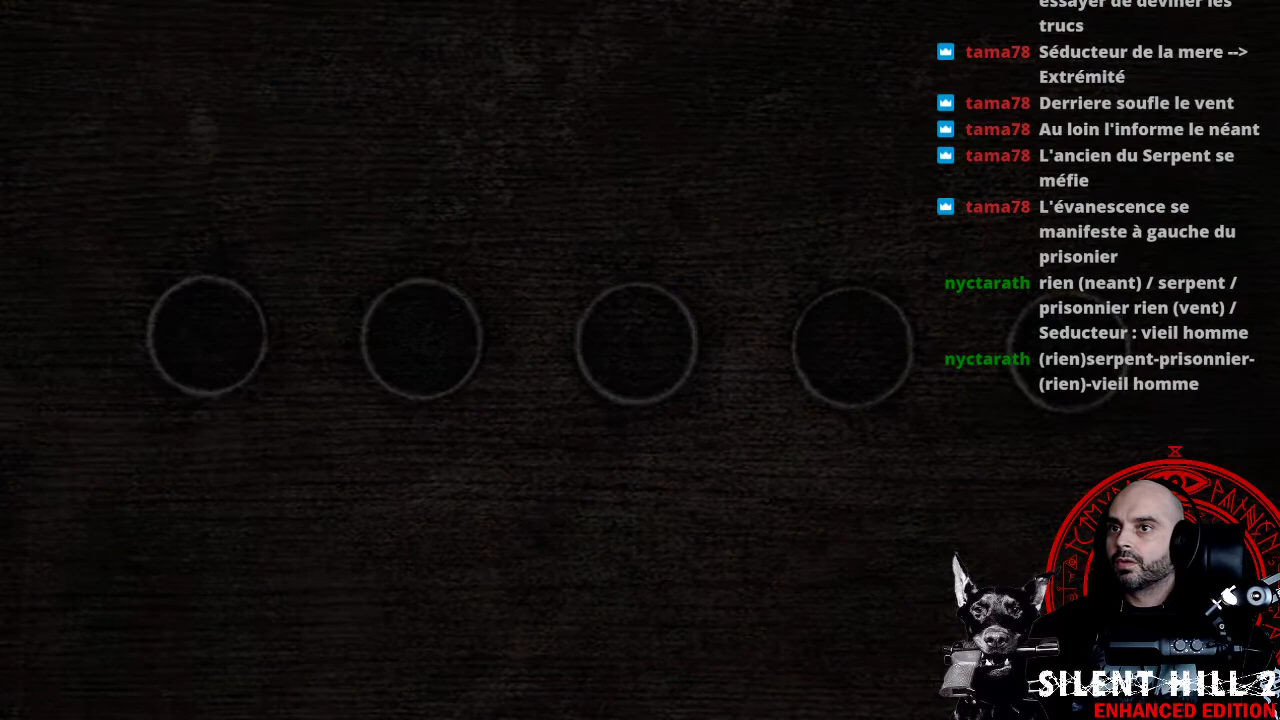 essayer de deviner les
trucs
tama78 Séducteur de la mere -->
Extrémité
tama78 Derriere soufle le vent
tama78 Au loin l'informe le néant
tama78 L'ancien du Serpent se
méfie
tama78 L'évanescence se
manifeste à gauche du
prisonier
nyctarath rien (neant) / serpent /
prisonnier rien (vent) /
Seducteur : vieil homme
nyctarath (rien)serpent-prisonnier-
(rien)-vieil homme
SILENT HILL 2
ENHANCED EDITION